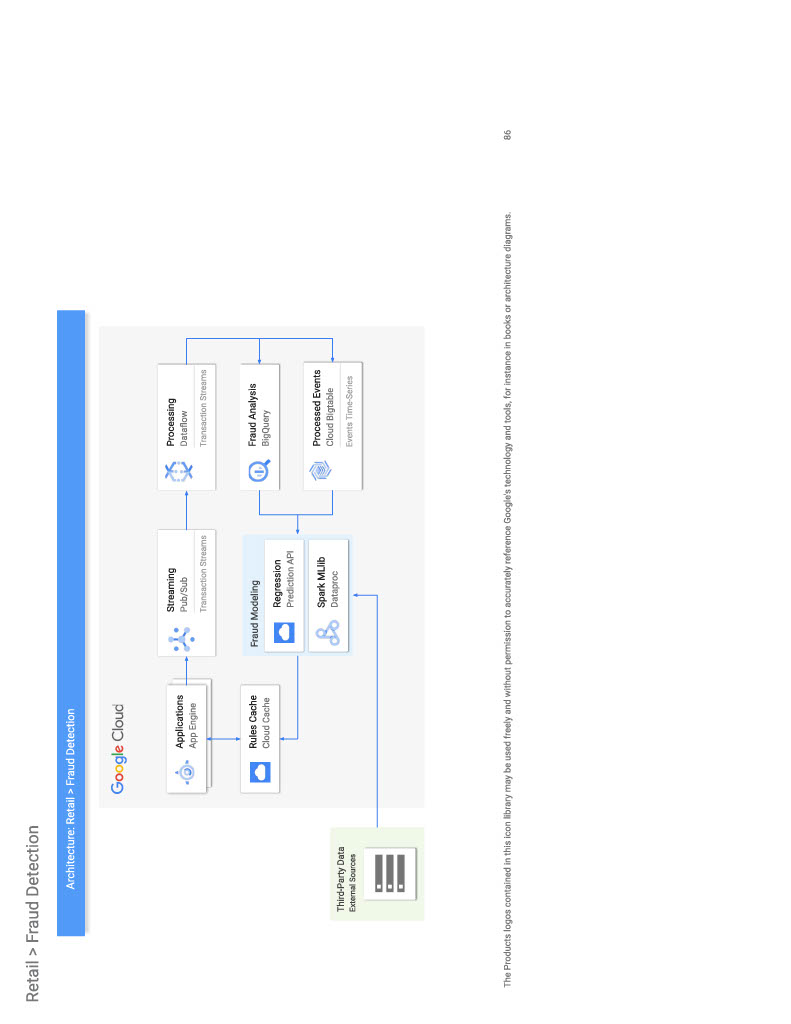 Retail > Fraud Detection
Architecture: Retail > Fraud Detection
Google Cloud
Applications
App Engine
Streaming
Pub/Sub
Transaction Streams
Processing
Dataflow
Transaction Streams
Rules Cache
Cloud Cache
Fraud Modeling
Regression
Prediction API
Spark MLlib
Dataproc
Fraud Analysis
BigQuery
Processed Events
Cloud Bigtable
Events Time-Series
Third-Party Data
External Sources
The Products logos contained in this icon library may be used freely and without permission to accurately reference Google's technology and tools, for instance in books or architecture diagrams.
86